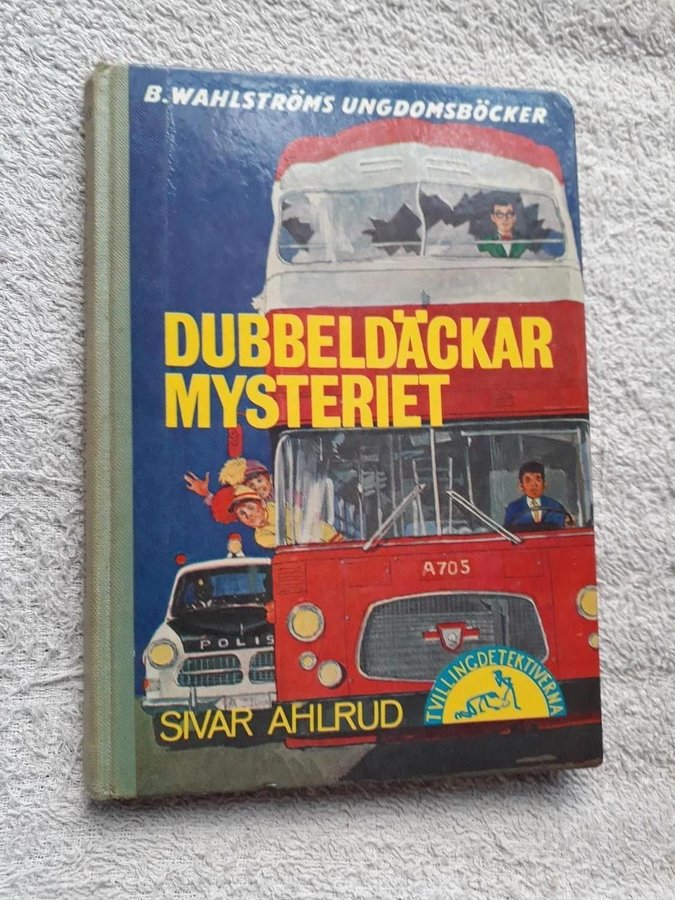 B. WAHLSTRÖMS UNGDOMSBÖCKER
DUBBELDÄCKAR
MYSTERIET
A705
POLIS
TVILLINGDETEKTIVERNA
SIVAR AHLRUD